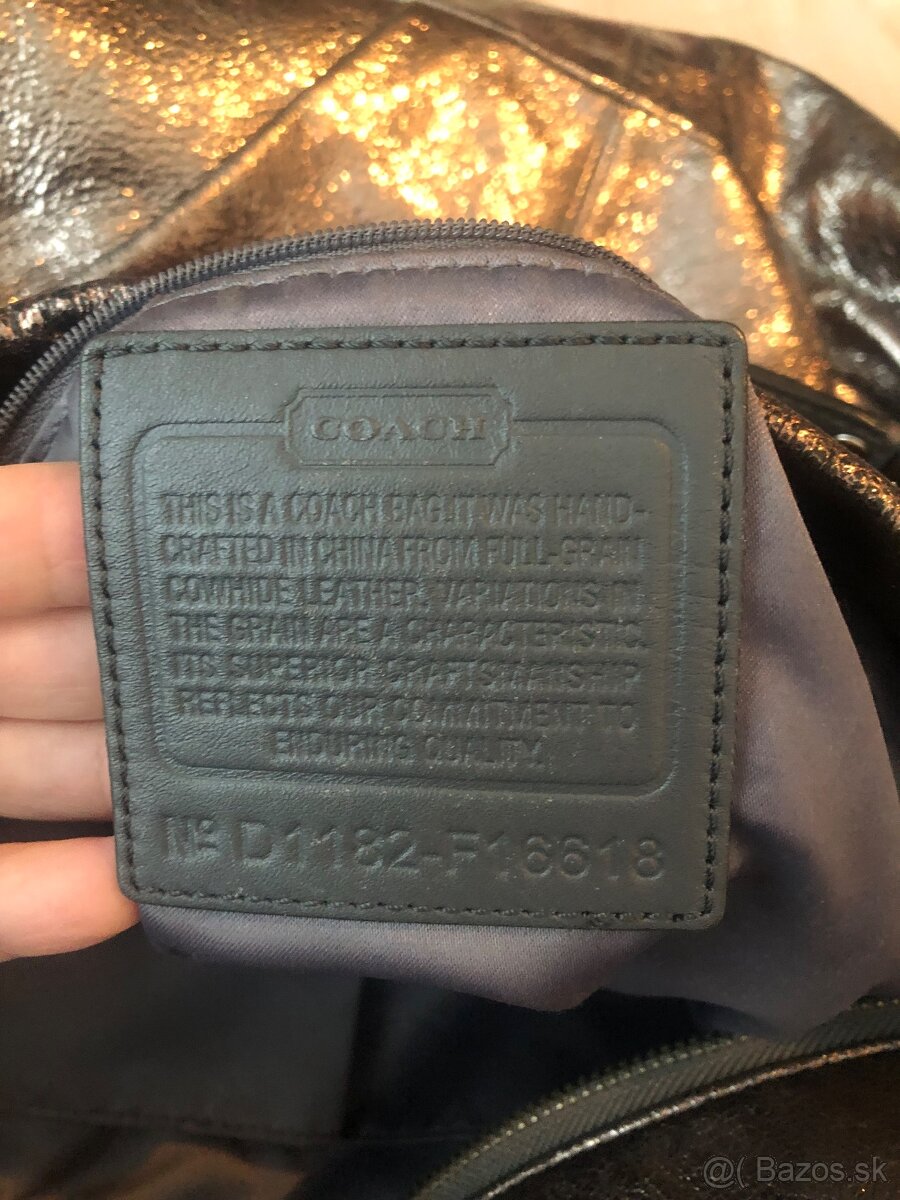 COACH
THIS IS A COACH BAG. IT WAS HAND-
CRAFTED IN CHINA FROM FULL-GRAIN
COWHIDE LEATHER. VARIATIONS IN
THE GRAIN ARE A CHARACTERISTIC.
ITS SUPERIOR CRAFTSMANSHIP
REFLECTS OUR COMMITMENT TO
ENDURING QUALITY.
Nº D1182-F16618
@( Bazos.sk